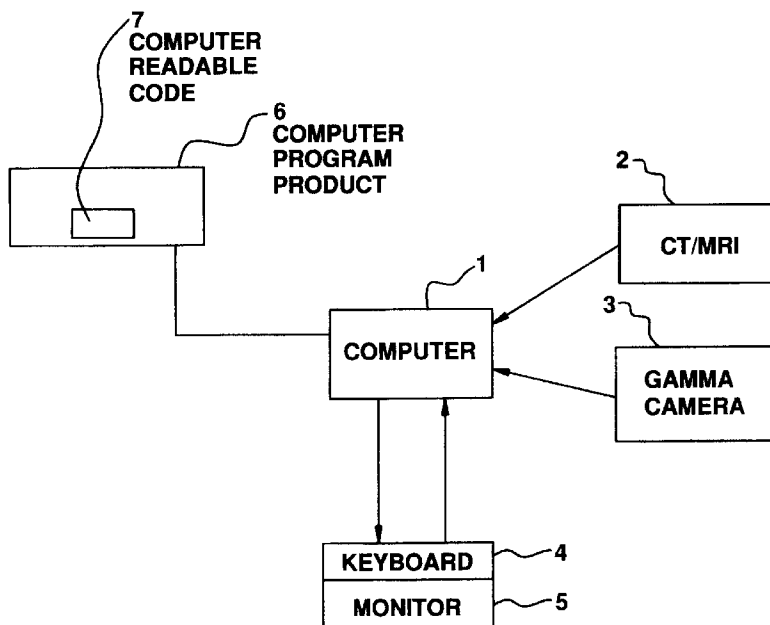 7
COMPUTER
READABLE
CODE
6
COMPUTER
PROGRAM
PRODUCT
2
CT/MRI
1
COMPUTER
3
GAMMA
CAMERA
KEYBOARD
4
MONITOR
5